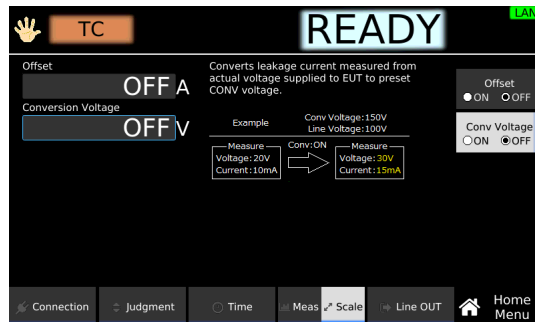 LAN
TC
READY
Offset
OFF A
Conversion Voltage
OFF V
Converts leakage current measured from
actual voltage supplied to EUT to preset
CONV voltage.
Example
Conv Voltage:150V
Line Voltage:100V
Measure
Voltage:20V
Current:10mA
Conv:ON
Measure
Voltage:30V
Current:15mA
Offset
ON OFF
Conv Voltage
ON OFF
Connection
Judgment
Time
Meas
Scale
Line OUT
Home
Menu